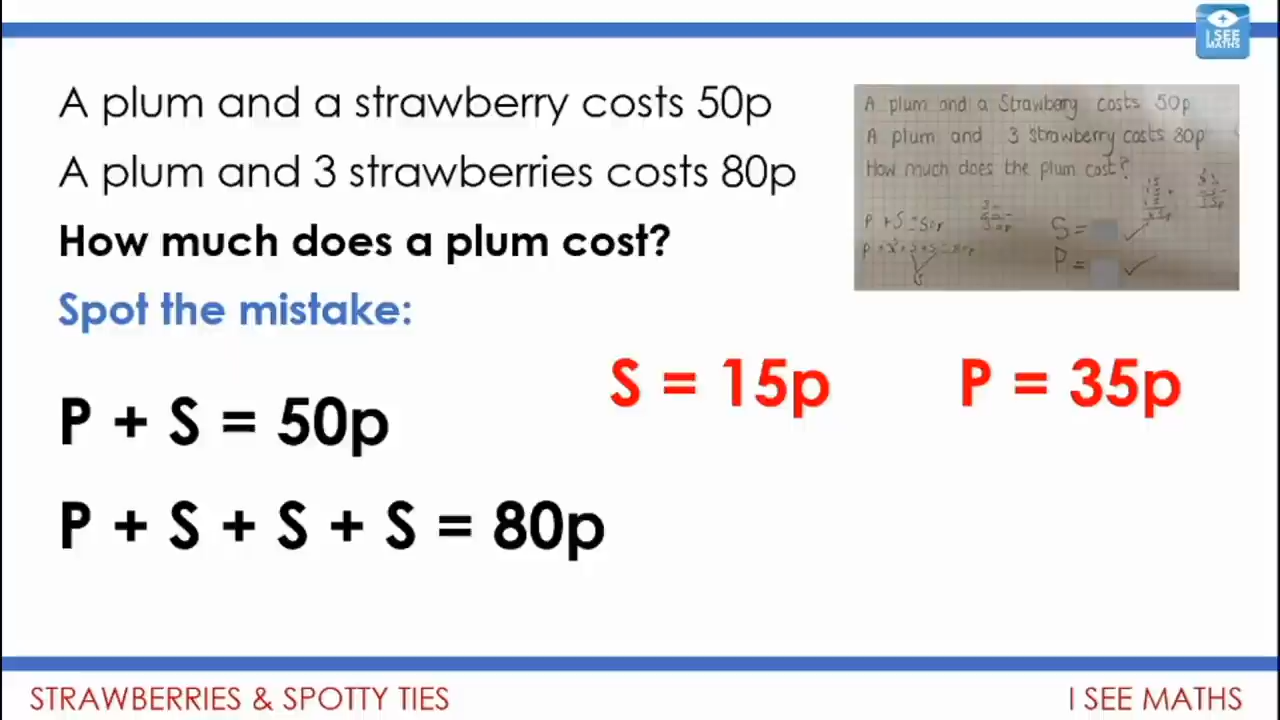 I SEE
MATHS
A plum and a strawberry costs 50p
A plum and 3 strawberries costs 80p
How much does a plum cost?
Spot the mistake:
P + S = 50p
P + S + S + S = 80p
S = 15p P = 35p
A plum and a Strawbery costs 50p
A plum and 3 strawberry costs 80p
How much does the plum cost?
P + S = 50p
S =
P =
STRAWBERRIES & SPOTTY TIES
I SEE MATHS